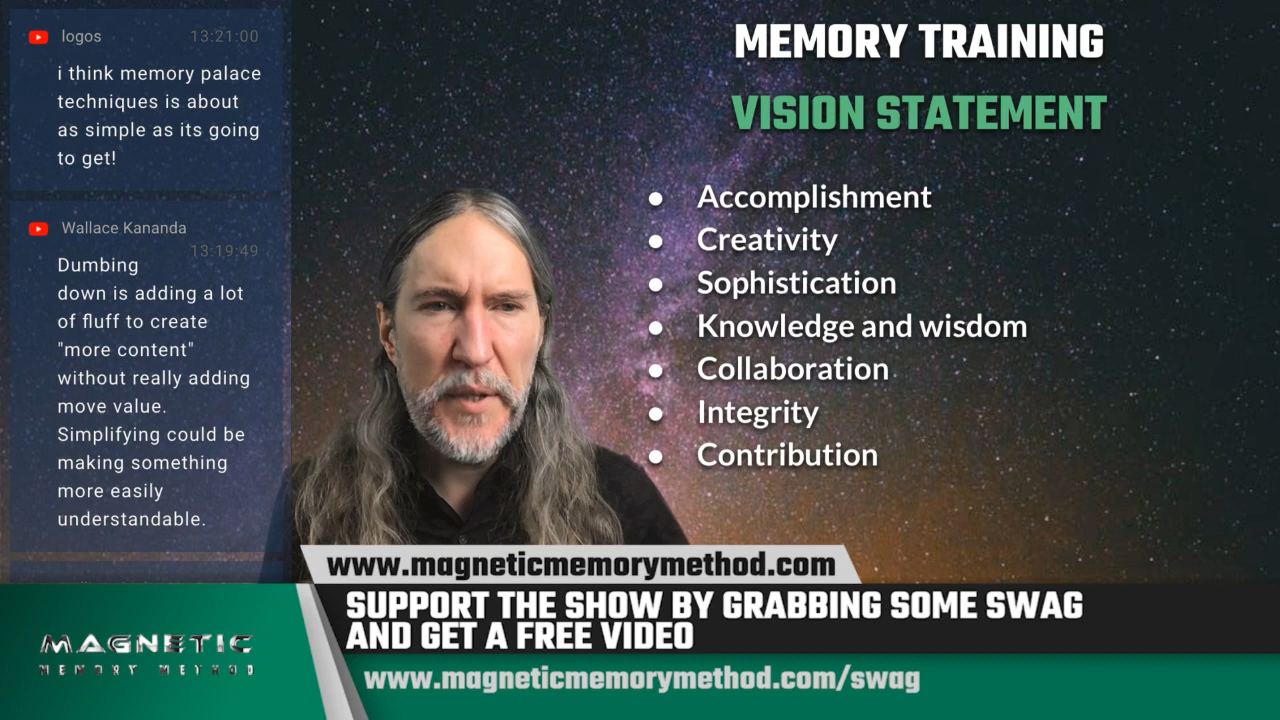 logos 13:21:00
i think memory palace
techniques is about
as simple as its going
to get!
Wallace Kananda
13:19:49
Dumbing
down is adding a lot
of fluff to create
"more content"
without really adding
move value.
Simplifying could be
making something
more easily
understandable.
MEMORY TRAINING
VISION STATEMENT
● Accomplishment
● Creativity
● Sophistication
● Knowledge and wisdom
● Collaboration
● Integrity
● Contribution
www.magneticmemorymethod.com
SUPPORT THE SHOW BY GRABBING SOME SWAG
AND GET A FREE VIDEO
www.magneticmemorymethod.com/swag
MAGNETIC
MEMORY METHOD